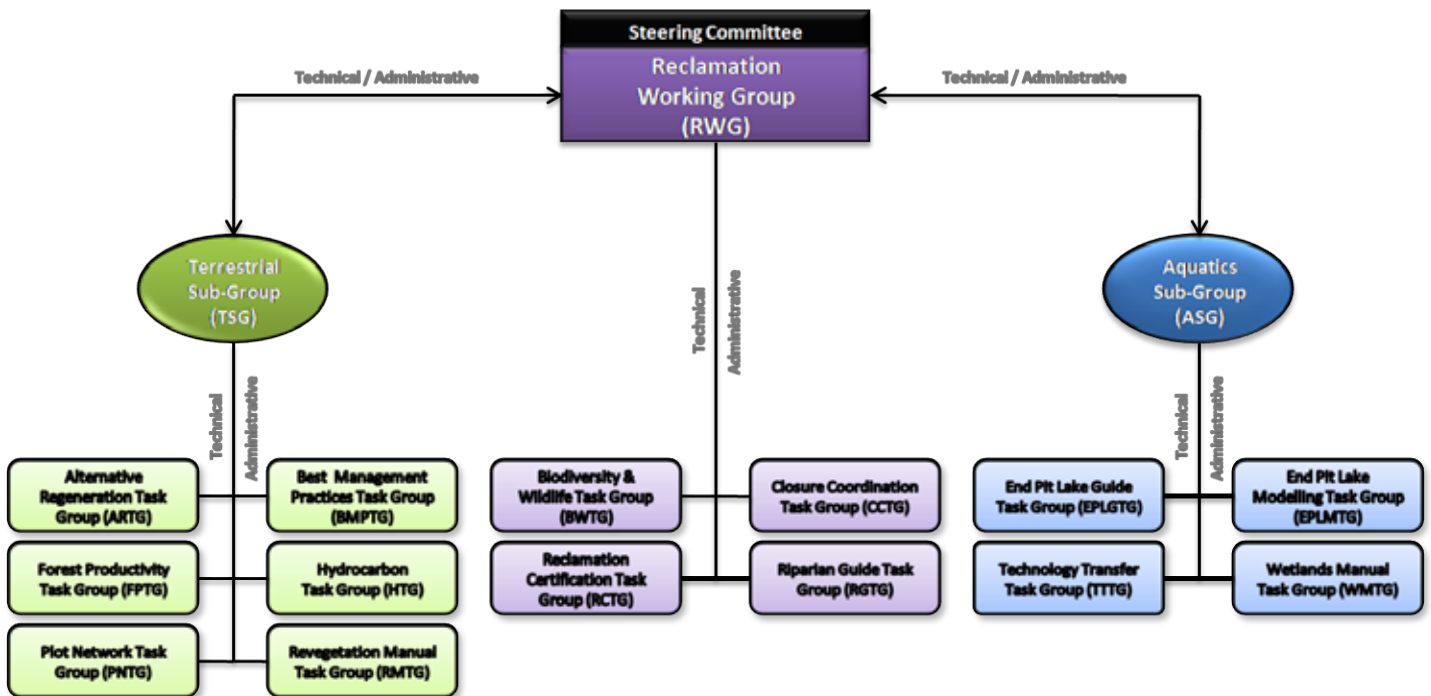 Steering Committee
Reclamation
Working Group
(RWG)
Technical / Administrative
Technical / Administrative
Terrestrial
Sub-Group
(TSG)
Aquatics
Sub-Group
(ASG)
Technical
Administrative
Technical
Administrative
Technical
Administrative
Alternative
Regeneration Task
Group (ARTG)
Best Management
Practices Task Group
(BMPTG)
Forest Productivity
Task Group (FPTG)
Hydrocarbon
Task Group (HTG)
Plot Network Task
Group (PNTG)
Revegetation Manual
Task Group (RMTG)
Biodiversity &
Wildlife Task Group
(BWTG)
Closure Coordination
Task Group (CCTG)
Reclamation
Certification Task
Group (RCTG)
Riparian Guide Task
Group (RGTG)
End Pit Lake Guide
Task Group (EPLGTG)
End Pit Lake
Modelling Task Group
(EPLMTG)
Technology Transfer
Task Group (TTTG)
Wetlands Manual
Task Group (WMTG)